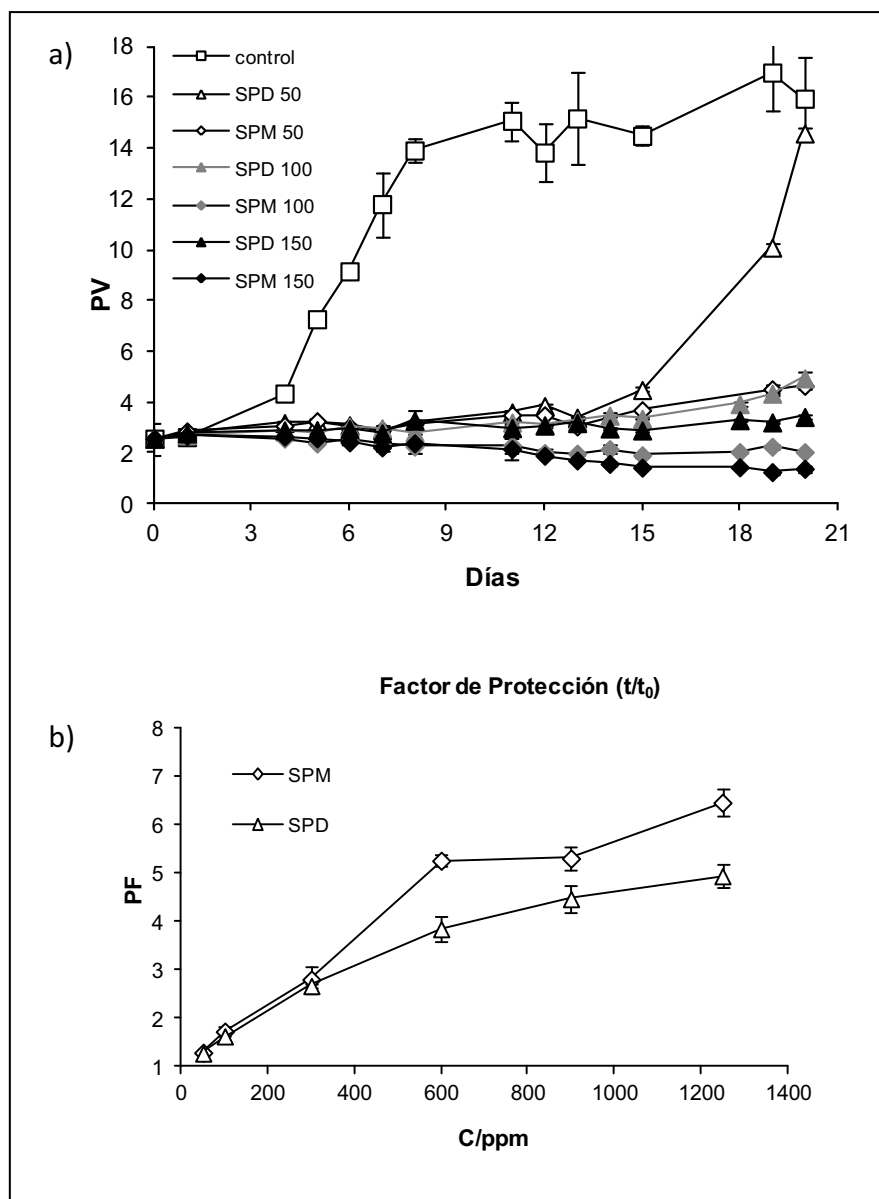 a)
control
SPD 50
SPM 50
SPD 100
SPM 100
SPD 150
SPM 150
PV
18
16
14
12
10
8
6
4
2
0
0 3 6 9 12 15 18 21
Días
Factor de Protección (t/t₀)
b)
SPM
SPD
PF
8
7
6
5
4
3
2
1
0 200 400 600 800 1000 1200 1400
C/ppm